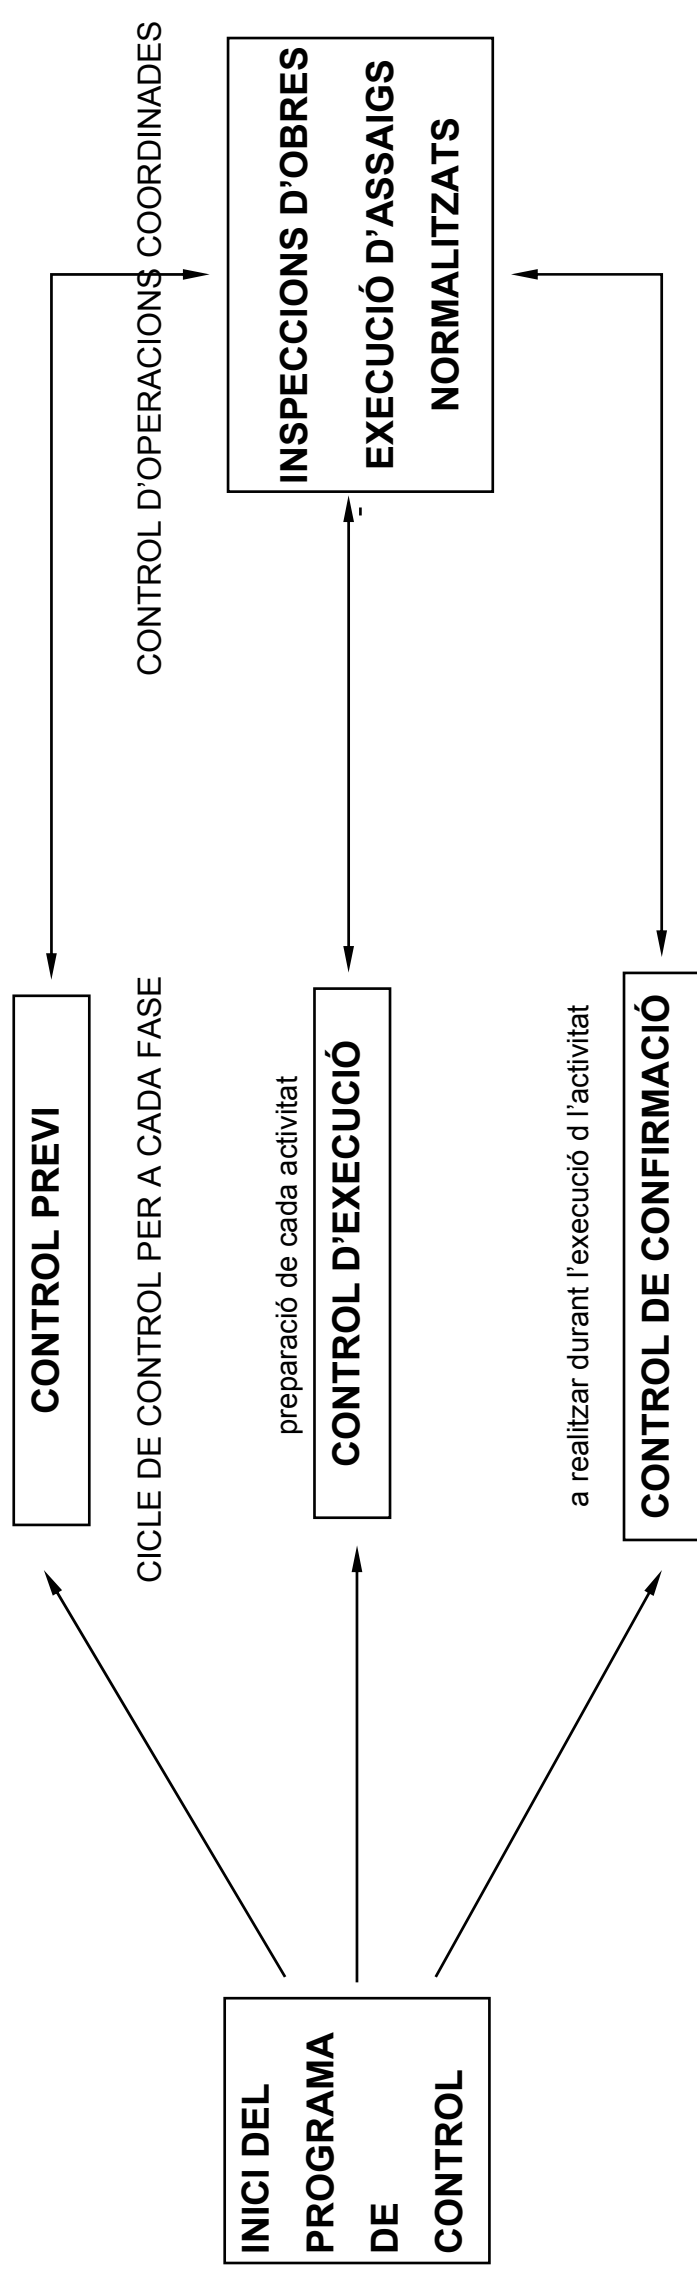 CONTROL PREVI
CICLE DE CONTROL PER A CADA FASE
CONTROL D'OPERACIONS COORDINADES
INICI DEL
PROGRAMA
DE
CONTROL
preparació de cada activitat
CONTROL D'EXECUCIÓ
-
INSPECCIONS D'OBRES
EXECUCIÓ D'ASSAIGS
NORMALITZATS
a realitzar durant l'execució d l'activitat
CONTROL DE CONFIRMACIÓ